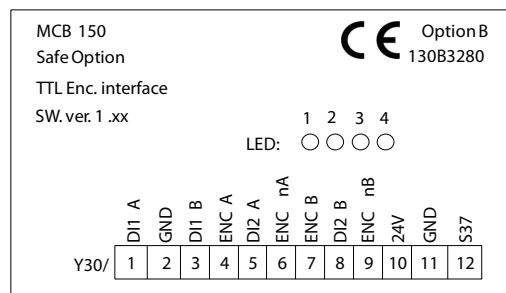 MCB 150
Safe Option
TTL Enc. interface
SW. ver. 1 .xx
CE
Option B
130B3280
1 2 3 4
LED:
DI1 A
GND
DI1 B
ENC A
DI2 A
ENC nA
ENC B
DI2 B
ENC nB
24V
GND
S37
Y30/ 1 2 3 4 5 6 7 8 9 10 11 12